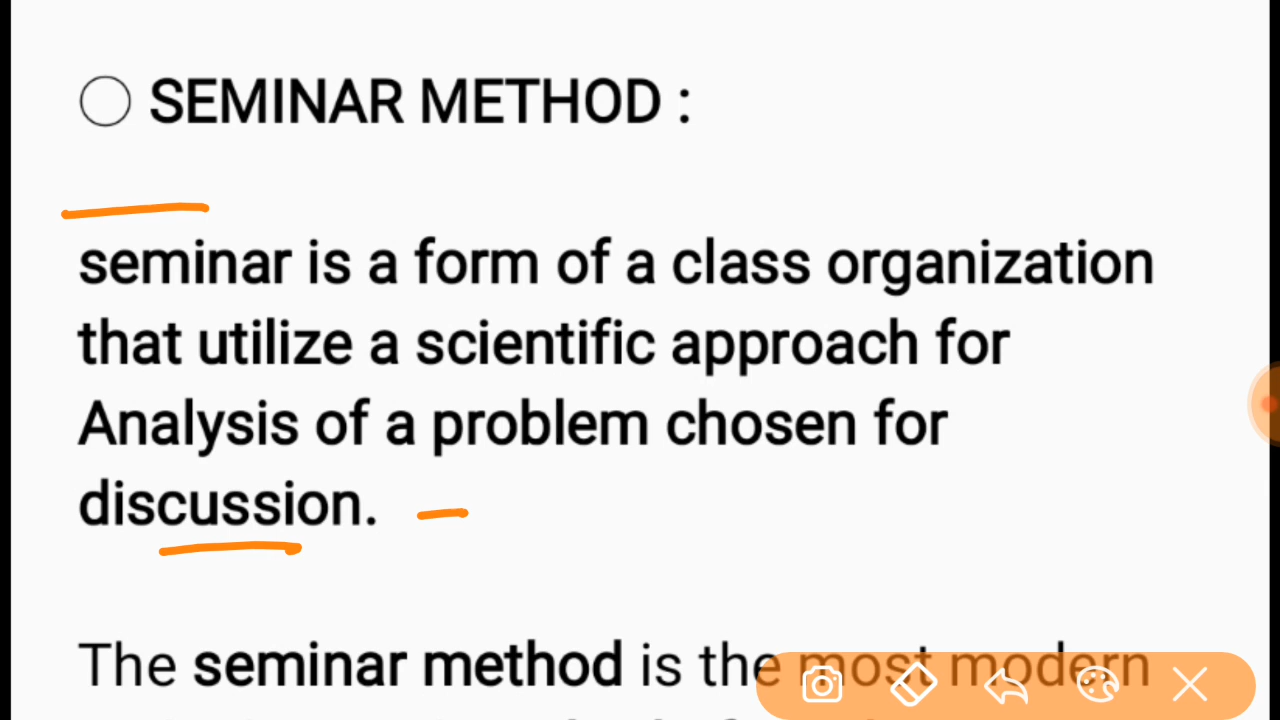 SEMINAR METHOD :
seminar is a form of a class organization
that utilize a scientific approach for
Analysis of a problem chosen for
discussion.
The seminar method is the most modern